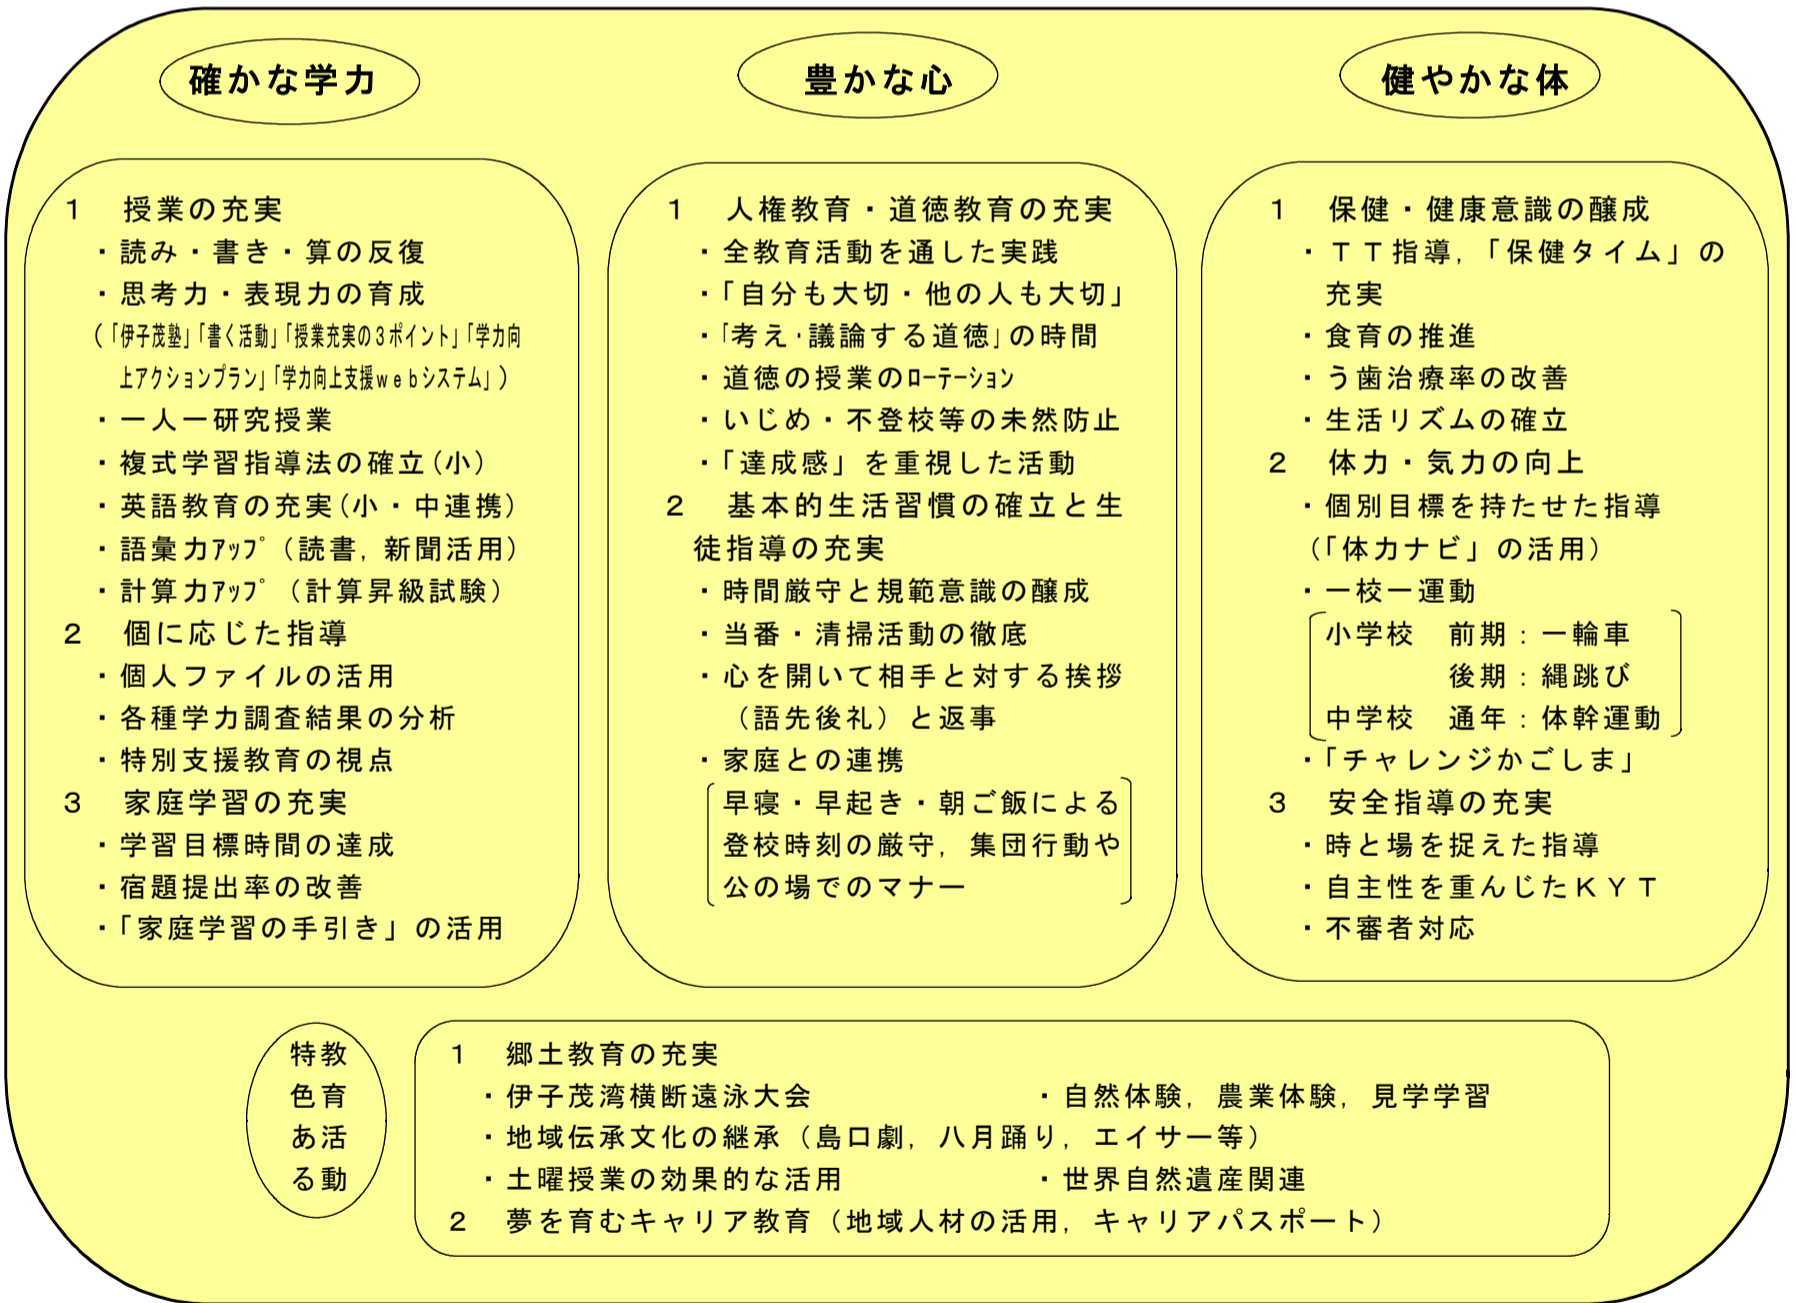 確かな学力
1 授業の充実
・読み・書き・算の反復
・思考力・表現力の育成
（「伊子茂塾」「書く活動」「授業充実の３ポイント」「学力向
上アクションプラン」「学力向上支援ｗｅｂシステム」）
・一人一研究授業
・複式学習指導法の確立(小)
・英語教育の充実(小・中連携)
・語彙力ｱｯﾌﾟ（読書，新聞活用）
・計算力ｱｯﾌﾟ（計算昇級試験）
2 個に応じた指導
・個人ファイルの活用
・各種学力調査結果の分析
・特別支援教育の視点
3 家庭学習の充実
・学習目標時間の達成
・宿題提出率の改善
・「家庭学習の手引き」の活用
豊かな心
1 人権教育・道徳教育の充実
・全教育活動を通した実践
・「自分も大切・他の人も大切」
・「考え・議論する道徳」の時間
・道徳の授業のﾛｰﾃｰｼｮﾝ
・いじめ・不登校等の未然防止
・「達成感」を重視した活動
2 基本的生活習慣の確立と生
徒指導の充実
・時間厳守と規範意識の醸成
・当番・清掃活動の徹底
・心を開いて相手と対する挨拶
（語先後礼）と返事
・家庭との連携
早寝・早起き・朝ご飯による
登校時刻の厳守，集団行動や
公の場でのマナー
健やかな体
1 保健・健康意識の醸成
・ＴＴ指導，「保健タイム」の
充実
・食育の推進
・う歯治療率の改善
・生活リズムの確立
2 体力・気力の向上
・個別目標を持たせた指導
（「体力ナビ」の活用）
・一校一運動
小学校 前期：一輪車
後期：縄跳び
中学校 通年：体幹運動
・「チャレンジかごしま」
3 安全指導の充実
・時と場を捉えた指導
・自主性を重んじたＫＹＴ
・不審者対応
特色ある
教育活動
1 郷土教育の充実
・伊子茂湾横断遠泳大会 ・自然体験，農業体験，見学学習
・地域伝承文化の継承（島口劇，八月踊り，エイサー等）
・土曜授業の効果的な活用 ・世界自然遺産関連
2 夢を育むキャリア教育（地域人材の活用，キャリアパスポート）